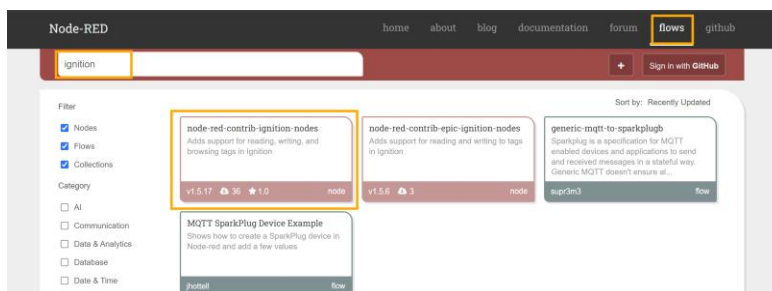 Node-RED
home about blog documentation forum flows github
ignition
+ Sign in with GitHub
Sort by: Recently Updated
Filter
Nodes
Flows
Collections
Category
AI
Communication
Data & Analytics
Database
Date & Time
node-red-contrib-ignition-nodes
Adds support for reading, writing, and
browsing tags in Ignition
v1.5.17 36 1.0 node
node-red-contrib-epic-ignition-nodes
Adds support for reading and writing to tags
in Ignition
v1.5.6 3 node
generic-mqtt-to-sparkplugb
Sparkplug is a specification for MQTT
enabled devices and applications to send
and received messages in a stateful way.
Generic MQTT doesn't ensure al...
supr3m3 flow
MQTT SparkPlug Device Example
Shows how to create a SparkPlug device in
Node-red and add a few values
jhottell flow